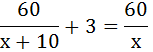 60/(x + 10) + 3 = 60/x